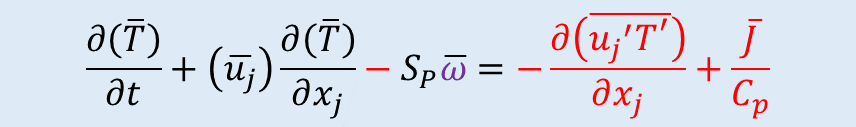 ∂(T̄)/∂t + (ū_j) ∂(T̄)/∂x_j − S_P ω̄ = − ∂(\overline{u_j′T′})/∂x_j + J̄/C_p